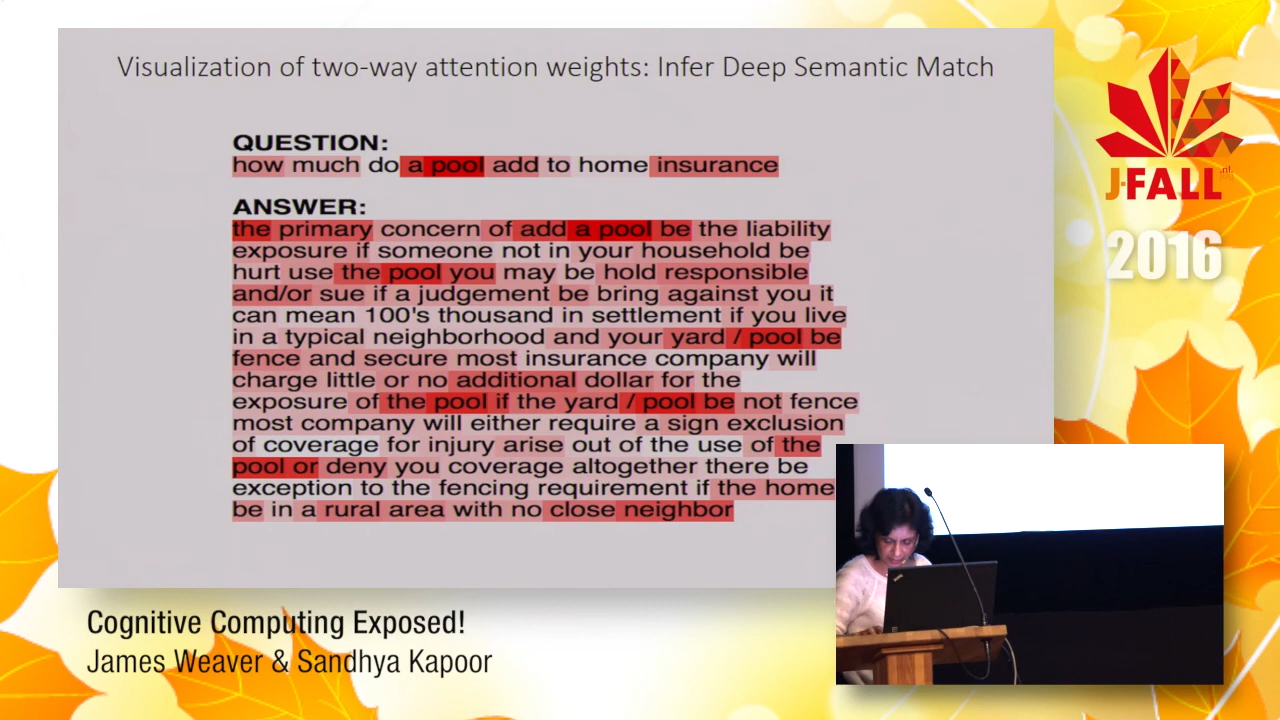 Visualization of two-way attention weights: Infer Deep Semantic Match
QUESTION:
how much do a pool add to home insurance
ANSWER:
the primary concern of add a pool be the liability
exposure if someone not in your household be
hurt use the pool you may be hold responsible
and/or sue if a judgement be bring against you it
can mean 100's thousand in settlement if you live
in a typical neighborhood and your yard / pool be
fence and secure most insurance company will
charge little or no additional dollar for the
exposure of the pool if the yard / pool be not fence
most company will either require a sign exclusion
of coverage for injury arise out of the use of the
pool or deny you coverage altogether there be
exception to the fencing requirement if the home
be in a rural area with no close neighbor
J-FALL
.nl
2016
Cognitive Computing Exposed!
James Weaver & Sandhya Kapoor